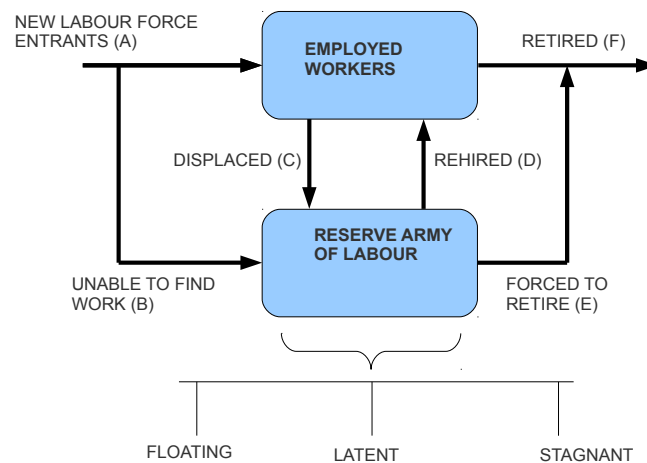 NEW LABOUR FORCE
ENTRANTS (A)
EMPLOYED
WORKERS
RETIRED (F)
DISPLACED (C)
REHIRED (D)
RESERVE ARMY
OF LABOUR
UNABLE TO FIND
WORK (B)
FORCED TO
RETIRE (E)
FLOATING
LATENT
STAGNANT